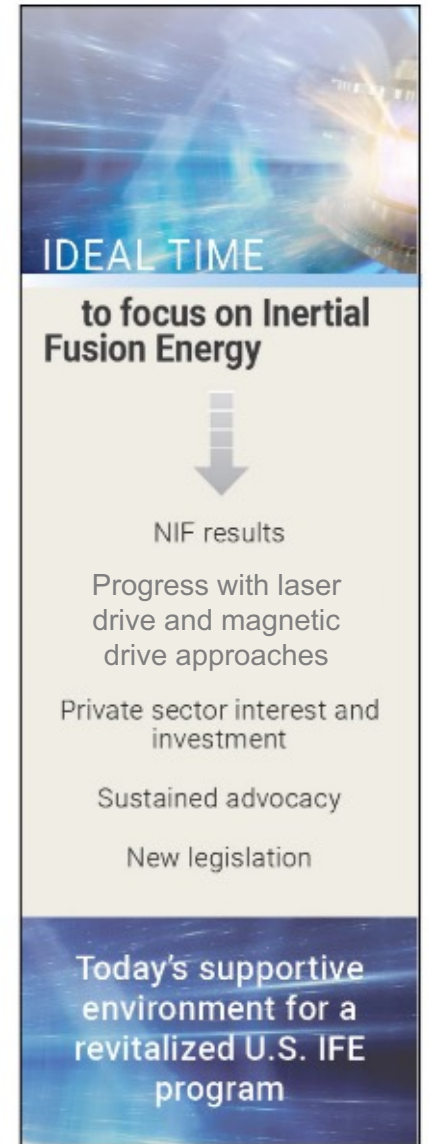 IDEAL TIME
to focus on Inertial
Fusion Energy
NIF results
Progress with laser
drive and magnetic
drive approaches
Private sector interest and
investment
Sustained advocacy
New legislation
Today's supportive
environment for a
revitalized U.S. IFE
program